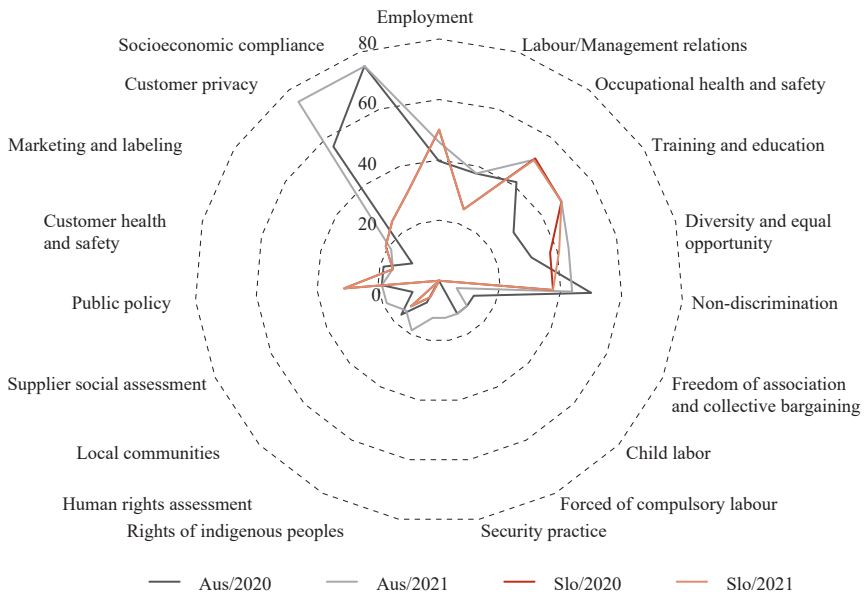 Employment
Socioeconomic compliance
80
Labour/Management relations
Customer privacy
Occupational health and safety
60
Marketing and labeling
Training and education
40
Customer health
and safety
20
Diversity and equal
opportunity
0
Public policy
Non-discrimination
Supplier social assessment
Freedom of association
and collective bargaining
Local communities
Child labor
Human rights assessment
Forced of compulsory labour
Rights of indigenous peoples
Security practice
Aus/2020 Aus/2021 Slo/2020 Slo/2021